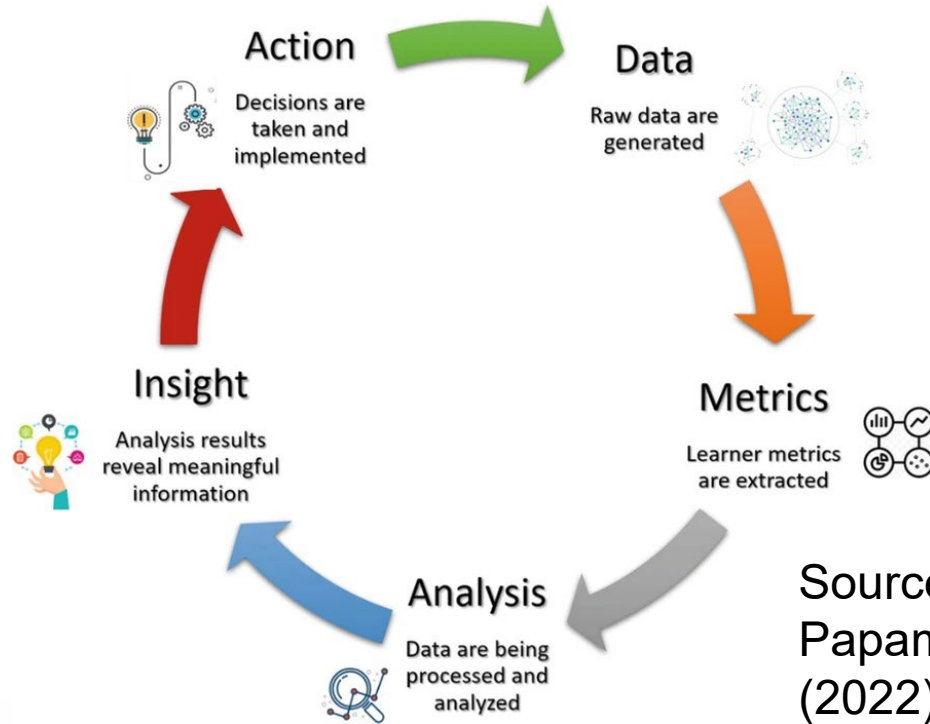 Action
Decisions are
taken and
implemented
Data
Raw data are
generated
Metrics
Learner metrics
are extracted
Analysis
Data are being
processed and
analyzed
Insight
Analysis results
reveal meaningful
information
(2022)